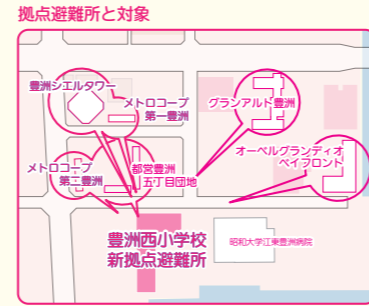 拠点避難所と対象
豊洲シエルタワー
メトロコープ
第一豊洲
グランアルト豊洲
オーベルグランディオ
ベイフロント
メトロコープ
第二豊洲
都営豊洲
五丁目団地
豊洲西小学校
新拠点避難所
昭和大学江東豊洲病院